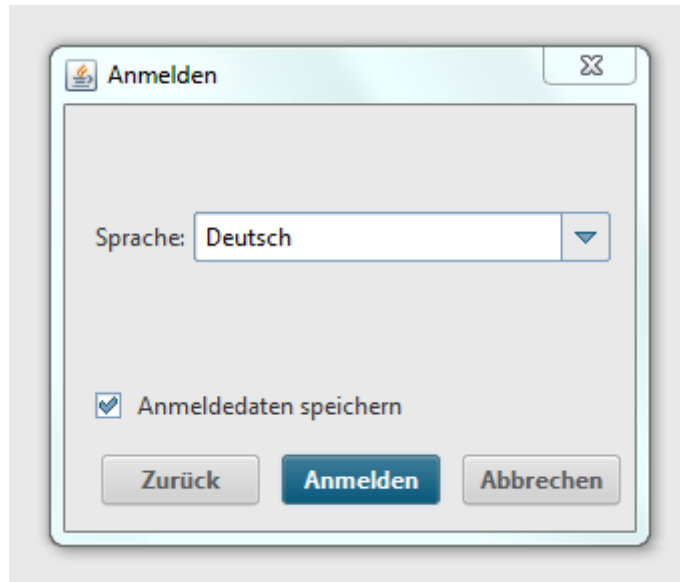 Anmelden
Sprache: Deutsch
Anmeldedaten speichern
Zurück Anmelden Abbrechen